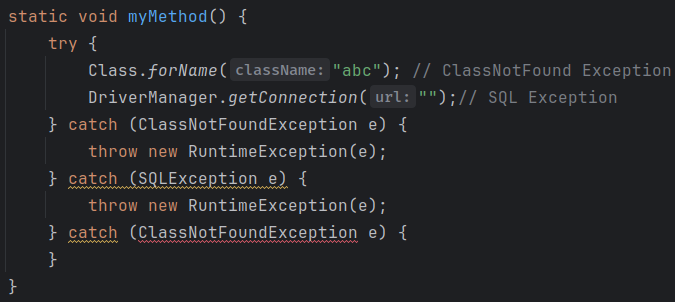 static void myMethod() {
    try {
        Class.forName( className: "abc"); // ClassNotFound Exception
        DriverManager.getConnection( url: "");// SQL Exception
    } catch (ClassNotFoundException e) {
        throw new RuntimeException(e);
    } catch (SQLException e) {
        throw new RuntimeException(e);
    } catch (ClassNotFoundException e) {
    }
}